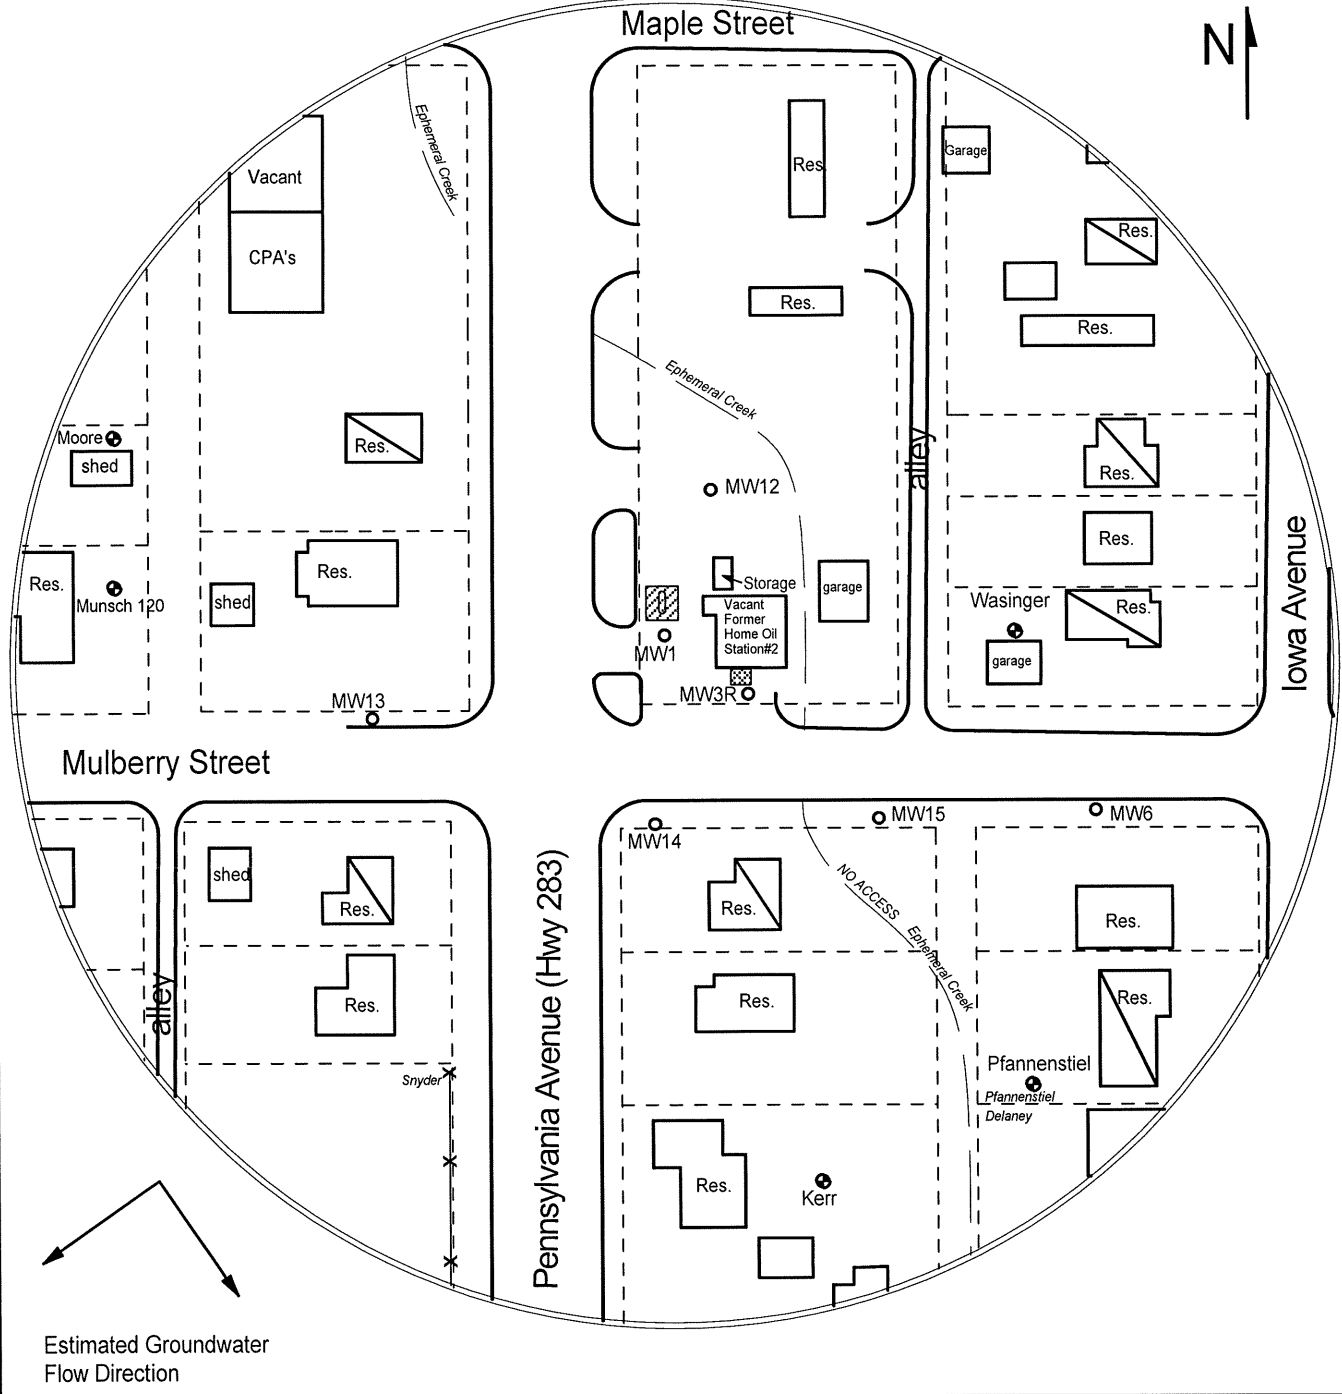 Maple Street
N
Ephemeral Creek
Vacant
CPA's
Res.
Garage
Res.
Res.
Res.
Ephemeral Creek
alley
Moore
shed
Res.
Res.
MW12
Res.
Res.
Munsch 120
shed
Res.
Storage
Vacant
Former
Home Oil
Station#2
garage
Wasinger
Res.
garage
Iowa Avenue
MW1
MW3R
MW13
Mulberry Street
MW14
MW15
MW6
shed
Res.
Res.
NO ACCESS
Ephemeral Creek
Res.
alley
Res.
Res.
Res.
Pennsylvania Avenue (Hwy 283)
Snyder
Pfannenstiel
Pfannenstiel
Delaney
Res.
Kerr
Estimated Groundwater
Flow Direction